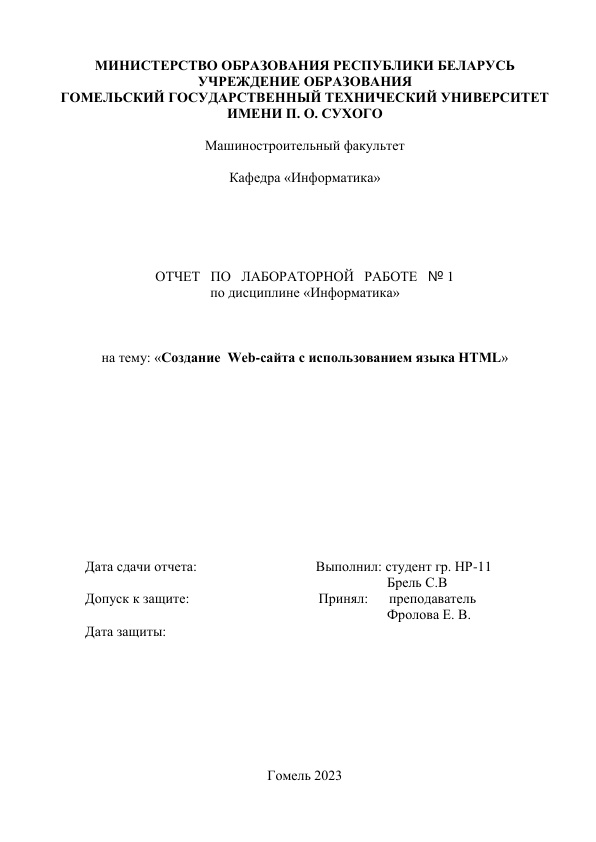 МИНИСТЕРСТВО ОБРАЗОВАНИЯ РЕСПУБЛИКИ БЕЛАРУСЬ
УЧРЕЖДЕНИЕ ОБРАЗОВАНИЯ
ГОМЕЛЬСКИЙ ГОСУДАРСТВЕННЫЙ ТЕХНИЧЕСКИЙ УНИВЕРСИТЕТ
ИМЕНИ П. О. СУХОГО
Машиностроительный факультет
Кафедра «Информатика»
ОТЧЕТ ПО ЛАБОРАТОРНОЙ РАБОТЕ № 1
по дисциплине «Информатика»
на тему: «Создание Web-сайта с использованием языка HTML»
Дата сдачи отчета: Выполнил: студент гр. НР-11
Брель С.В
Допуск к защите: Принял: преподаватель
Фролова Е. В.
Дата защиты:
Гомель 2023